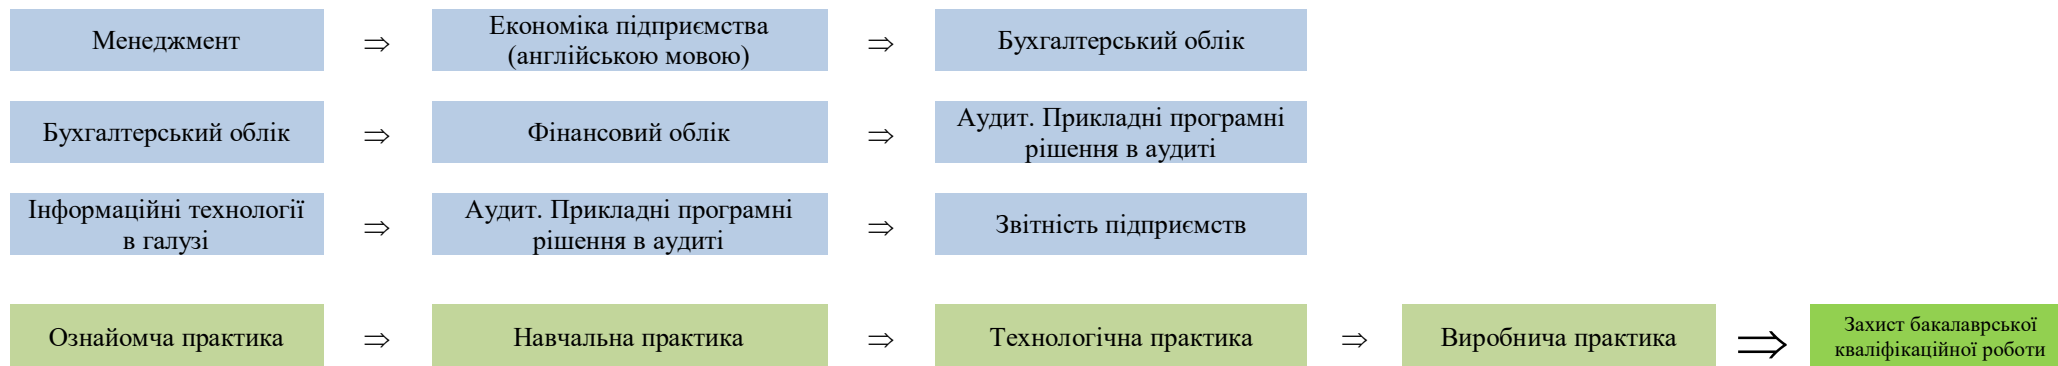 Менеджмент ⇒ Економіка підприємства ⇒ Бухгалтерський облік
(англійською мовою)
Бухгалтерський облік ⇒ Фінансовий облік ⇒ Аудит. Прикладні програмні
рішення в аудиті
Інформаційні технології
в галузі
⇒
Аудит. Прикладні програмні
рішення в аудиті
⇒
Звітність підприємств
Ознайомча практика ⇒ Навчальна практика ⇒ Технологічна практика ⇒ Виробнича практика ⇒ Захист бакалаврської
кваліфікаційної роботи